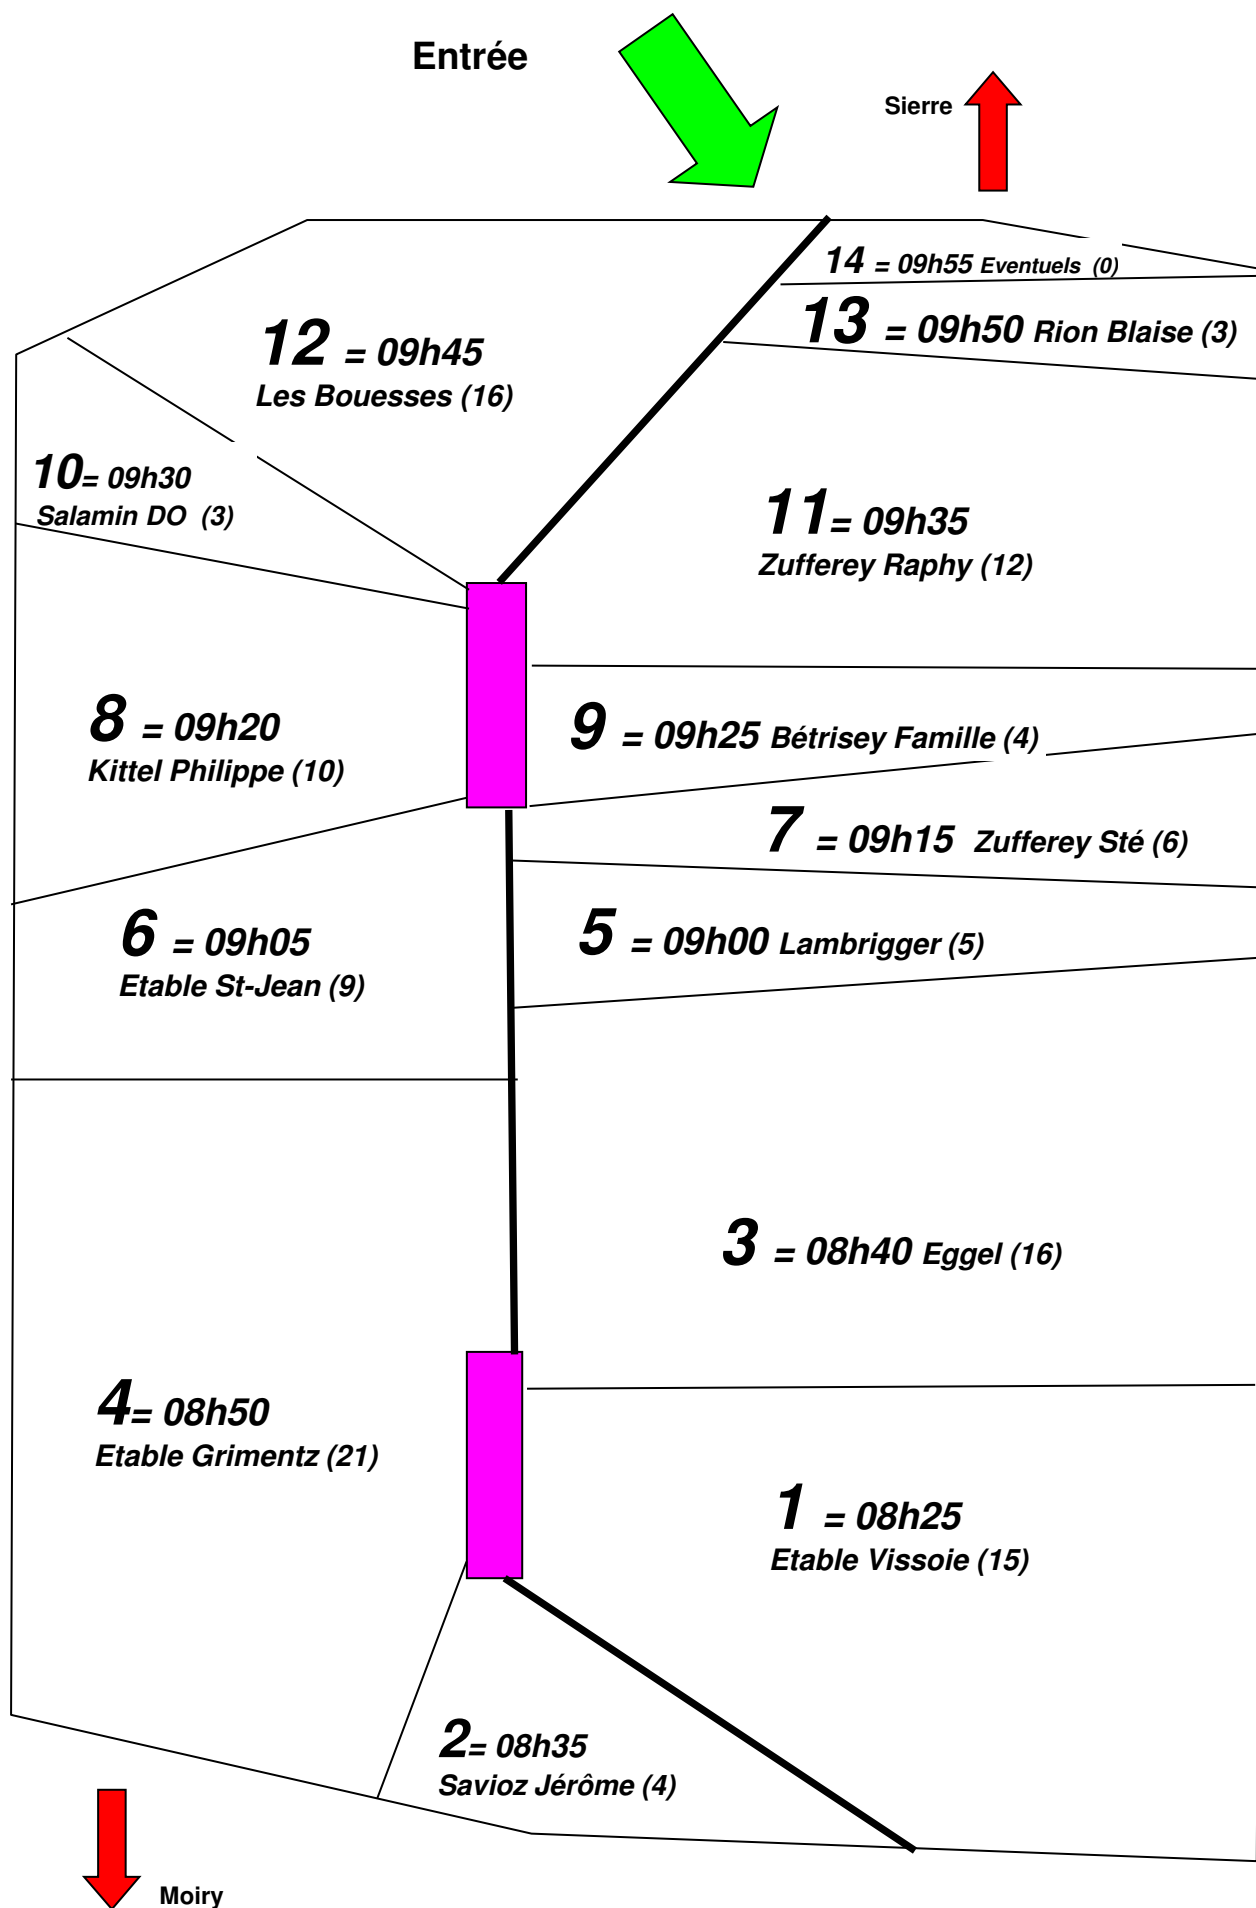 Entrée
Sierre
14 = 09h55 Eventuels (0)
13 = 09h50 Rion Blaise (3)
12 = 09h45
Les Bouesses (16)
10= 09h30
Salamin DO (3)
11= 09h35
Zufferey Raphy (12)
8 = 09h20
Kittel Philippe (10)
9 = 09h25 Bétrisey Famille (4)
7 = 09h15 Zufferey Sté (6)
6 = 09h05
Etable St-Jean (9)
5 = 09h00 Lambrigger (5)
3 = 08h40 Eggel (16)
4= 08h50
Etable Grimentz (21)
1 = 08h25
Etable Vissoie (15)
2= 08h35
Savioz Jérôme (4)
Moiry